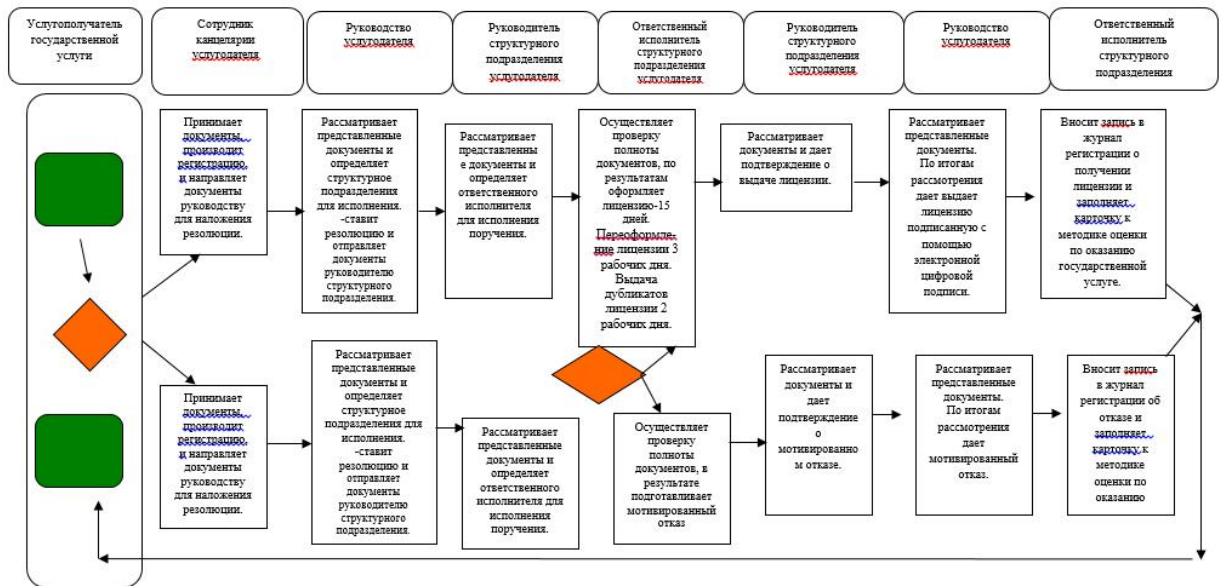 Услугополучатель
государственной
услуги
Сотрудник
канцелярии
услугодателя
Руководство
услугодателя
Руководитель
структурного
подразделения
услугодателя
Ответственный
исполнитель
структурного
подразделения
услугодателя
Руководитель
структурного
подразделения
услугодателя
Руководство
услугодателя
Ответственный
исполнитель
структурного
подразделения
Принимает
документы,
производит
регистрацию,
и направляет
документы
руководству
для наложения
резолюции.
Рассматривает
представленные
документы и
определяет
структурное
подразделения
для исполнения.
-ставит
резолюцию и
отправляет
документы
руководителю
структурного
подразделения.
Рассматривает
представленны
е документы и
определяет
ответственного
исполнителя
для исполнения
поручения.
Осуществляет
проверку
полноты
документов, по
результатам
оформляет
лицензию-15
дней.
Переоформле-
ние лицензии 3
рабочих дня.
Выдача
дубликатов
лицензии 2
рабочих дня.
Рассматривает
документы и дает
подтверждение о
выдаче лицензии.
Рассматривает
представленные
документы.
По итогам
рассмотрения
дает выдает
лицензию
подписанную с
помощью
электронной
цифровой
подписи.
Вносит запись в
журнал
регистрации о
получении
лицензии и
заполняет
карточку к
методике оценки
по оказанию
государственной
услуге.
Принимает
документы,
производит
регистрацию,
и направляет
документы
руководству
для наложения
резолюции.
Рассматривает
представленные
документы и
определяет
структурное
подразделения для
исполнения.
-ставит
резолюцию и
отправляет
документы
руководителю
структурного
подразделения.
Рассматривает
представленные
документы и
определяет
ответственного
исполнителя для
исполнения
поручения.
Осуществляет
проверку
полноты
документов, в
результате
подготавливает
мотивированный
отказ
Рассматривает
документы и
дает
подтверждение
о
мотивированно
м отказе.
Рассматривает
представленные
документы.
По итогам
рассмотрения
дает
мотивированный
отказ.
Вносит запись
в журнал
регистрации об
отказе и
заполняет
карточку к
методике
оценки по
оказанию